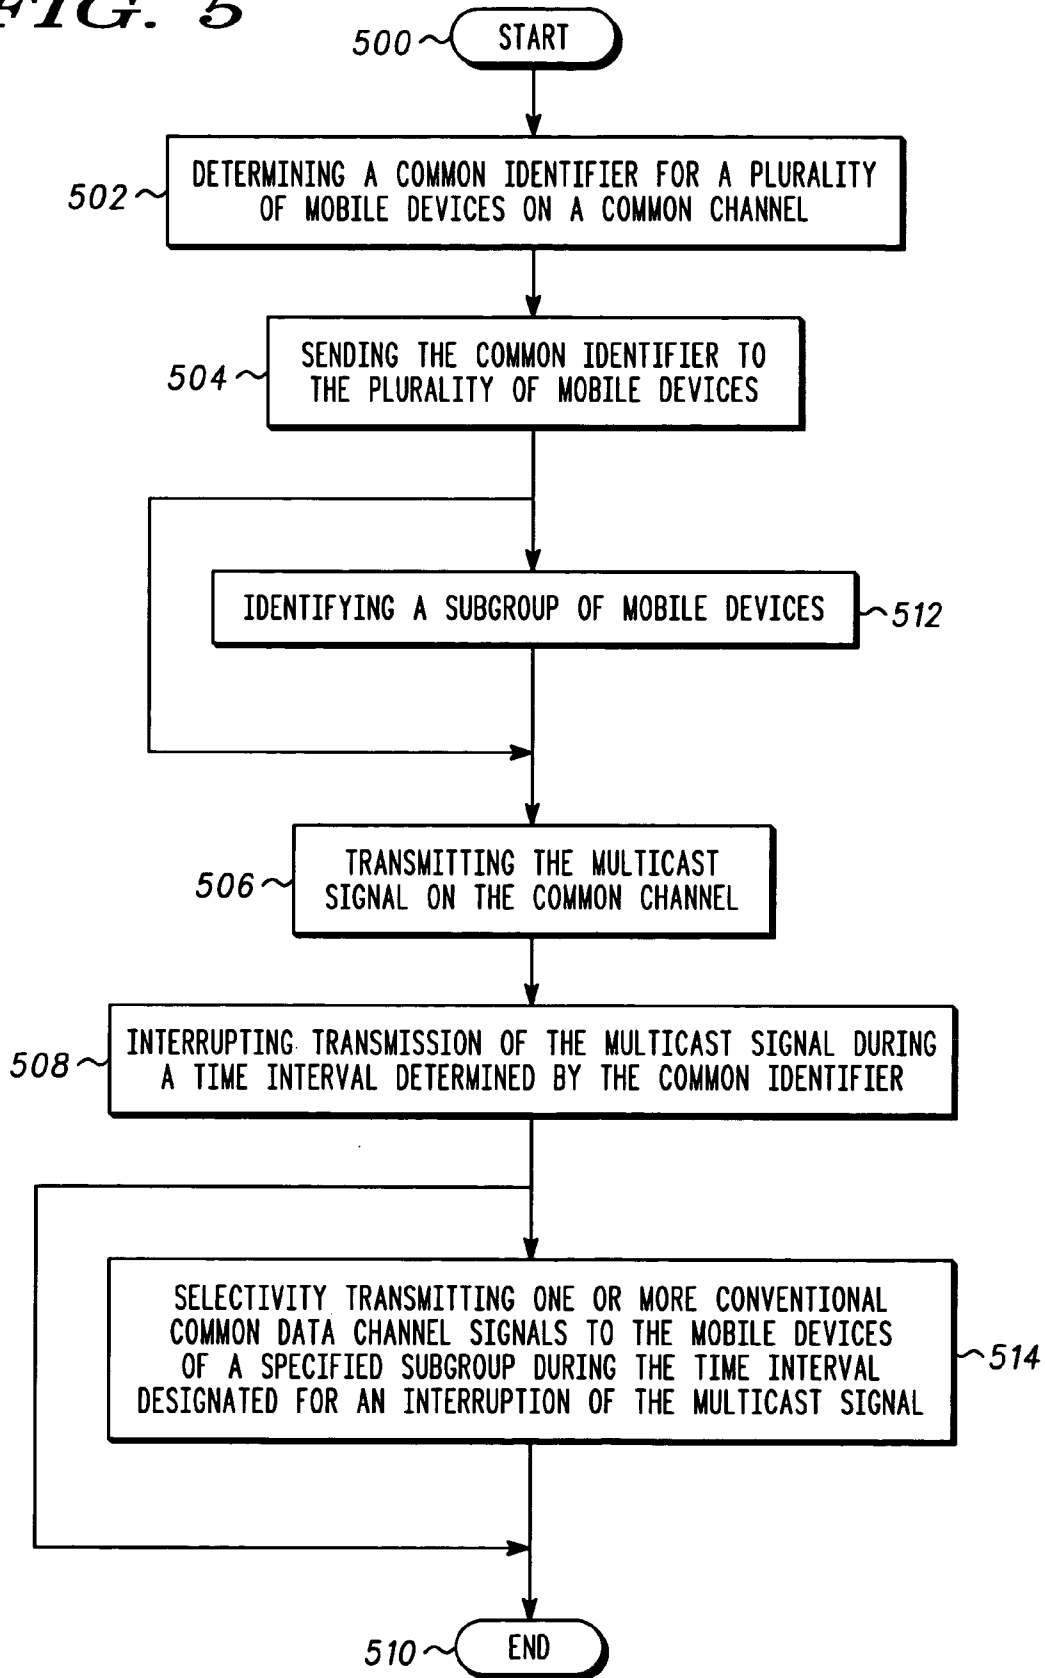 FIG. 5
500
START
502
DETERMINING A COMMON IDENTIFIER FOR A PLURALITY
OF MOBILE DEVICES ON A COMMON CHANNEL
504
SENDING THE COMMON IDENTIFIER TO
THE PLURALITY OF MOBILE DEVICES
IDENTIFYING A SUBGROUP OF MOBILE DEVICES
512
506
TRANSMITTING THE MULTICAST
SIGNAL ON THE COMMON CHANNEL
508
INTERRUPTING TRANSMISSION OF THE MULTICAST SIGNAL DURING
A TIME INTERVAL DETERMINED BY THE COMMON IDENTIFIER
SELECTIVITY TRANSMITTING ONE OR MORE CONVENTIONAL
COMMON DATA CHANNEL SIGNALS TO THE MOBILE DEVICES
OF A SPECIFIED SUBGROUP DURING THE TIME INTERVAL
DESIGNATED FOR AN INTERRUPTION OF THE MULTICAST SIGNAL
514
510
END